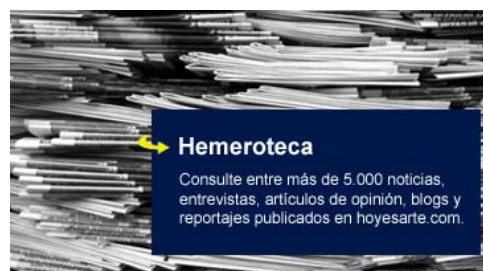 Hemeroteca
Consulte entre más de 5.000 noticias,
entrevistas, artículos de opinión, blogs y
reportajes publicados en hoyesarte.com.